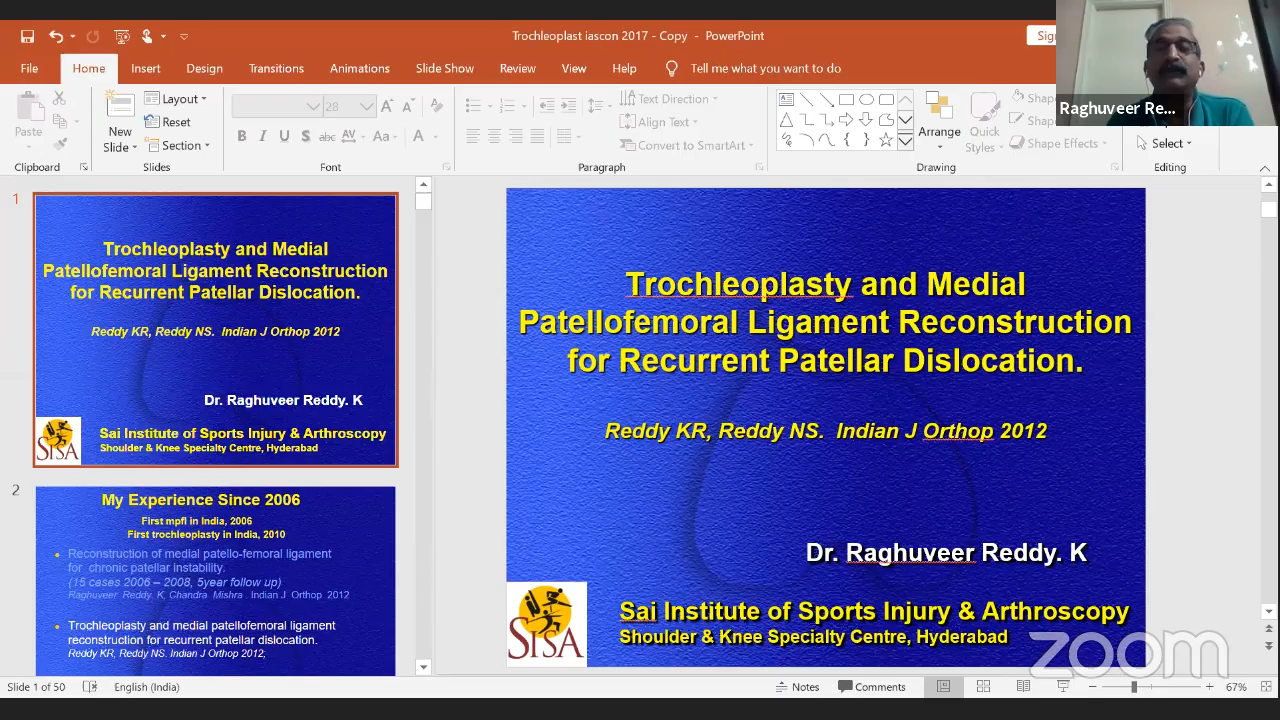 Trochleoplast iascon 2017 - Copy - PowerPoint
Sig
File Home Insert Design Transitions Animations Slide Show Review View Help Tell me what you want to do
Raghuveer Re...
Paste
New Slide
Layout
Reset
Section
28
B I U S abc AV Aa A
Text Direction
Align Text
Convert to SmartArt
Arrange
Quick Styles
Shape Effects
Select
Clipboard Slides Font Paragraph Drawing Editing
1
Trochleoplasty and Medial
Patellofemoral Ligament Reconstruction
for Recurrent Patellar Dislocation.
Reddy KR, Reddy NS. Indian J Orthop 2012
Dr. Raghuveer Reddy. K
SISA
Sai Institute of Sports Injury & Arthroscopy
Shoulder & Knee Specialty Centre, Hyderabad
2
My Experience Since 2006
First mpfl in India, 2006
First trochleoplasty in India, 2010
• Reconstruction of medial patello-femoral ligament
for chronic patellar instability.
(15 cases 2006 – 2008, 5year follow up)
Raghuveer Reddy. K, Chandra Mishra . Indian J Orthop 2012
• Trochleoplasty and medial patellofemoral ligament
reconstruction for recurrent patellar dislocation.
Reddy KR, Reddy NS. Indian J Orthop 2012;
Trochleoplasty and Medial
Patellofemoral Ligament Reconstruction
for Recurrent Patellar Dislocation.
Reddy KR, Reddy NS. Indian J Orthop 2012
Dr. Raghuveer Reddy. K
SISA
Sai Institute of Sports Injury & Arthroscopy
Shoulder & Knee Specialty Centre, Hyderabad
zoom
Slide 1 of 50 English (India) Notes Comments 67%